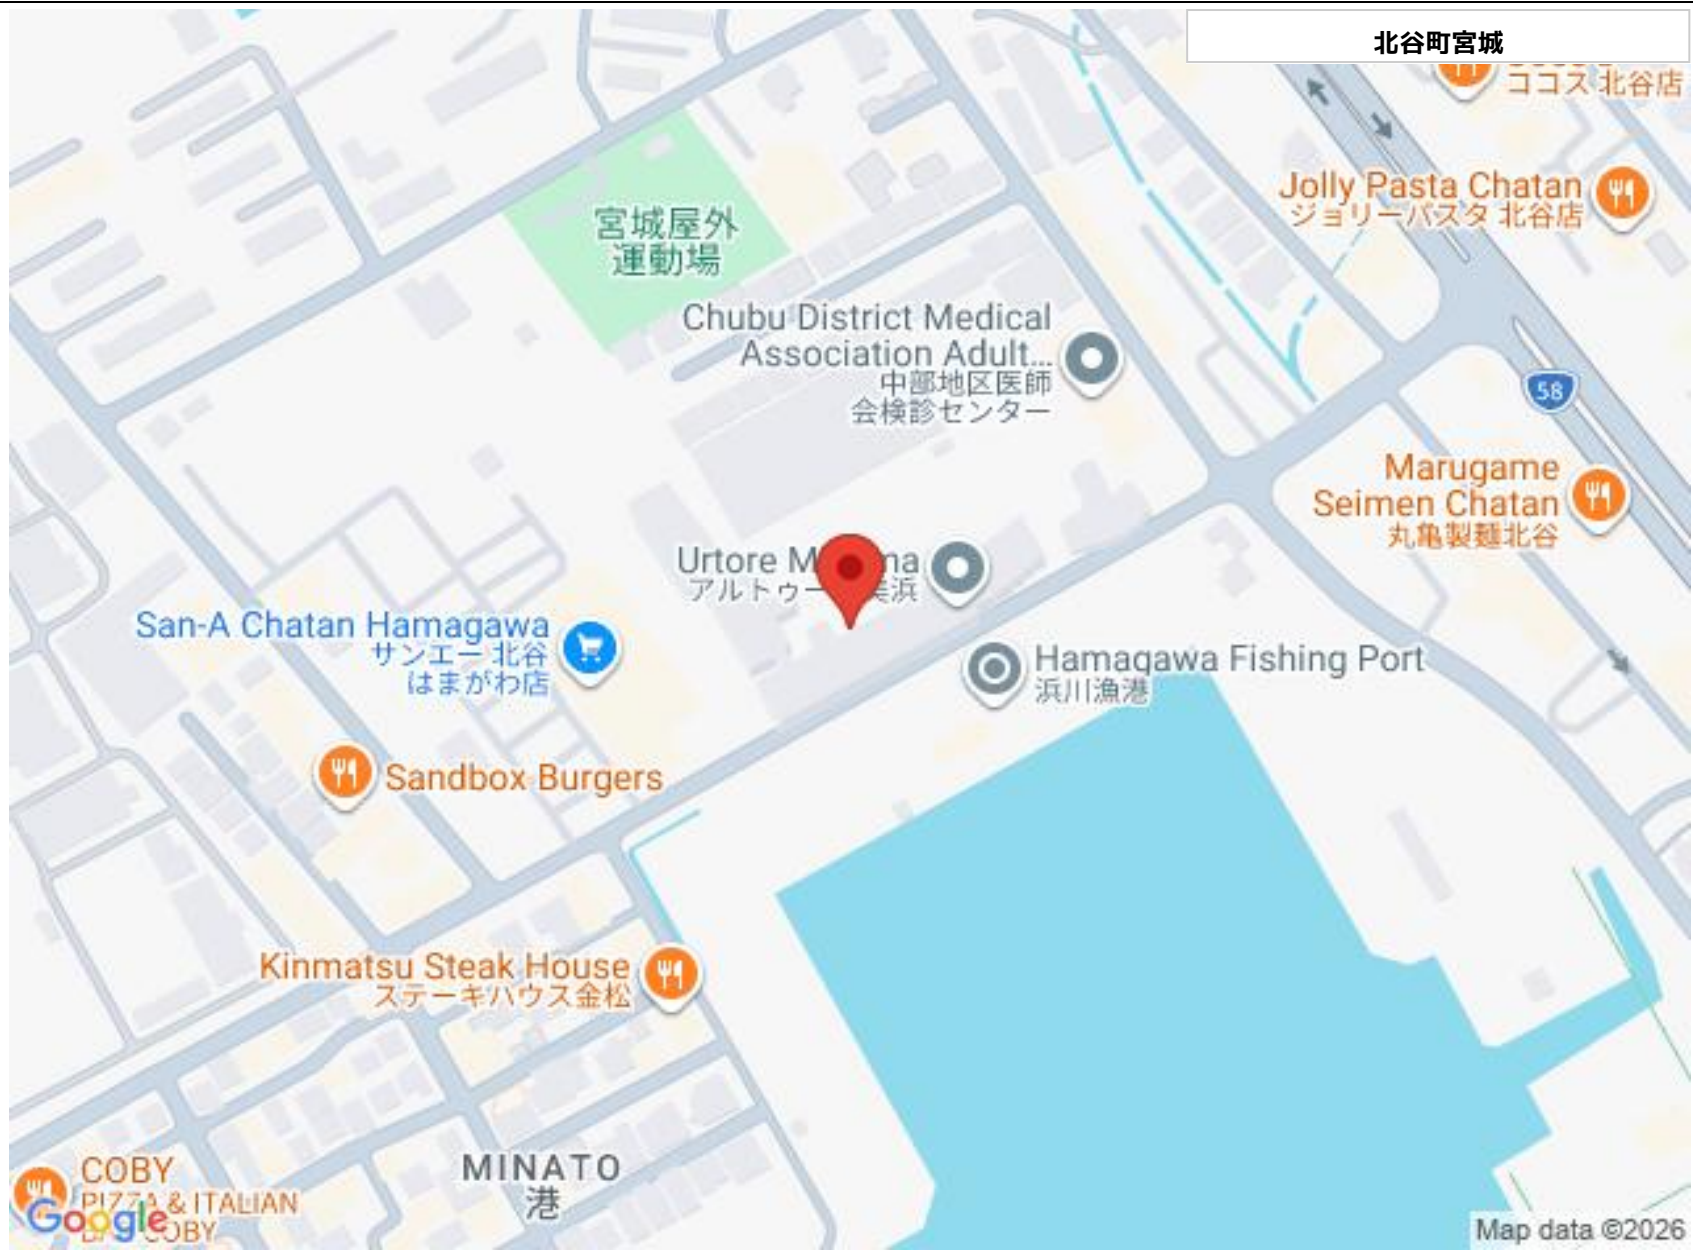 北谷町宮城
ココス 北谷店
Jolly Pasta Chatan
ジョリーパスタ 北谷店
宮城屋外
運動場
Chubu District Medical
Association Adult...
中部地区医師
会検診センター
58
Marugame
Seimen Chatan
丸亀製麺北谷
Urtore M na
アルトゥー 美浜
San-A Chatan Hamagawa
サンエー 北谷
はまがわ店
Hamagawa Fishing Port
浜川漁港
Sandbox Burgers
Kinmatsu Steak House
ステーキハウス金松
MINATO
港
COBY
PIZZA & ITALIAN
COBY
Google
Map data ©2026